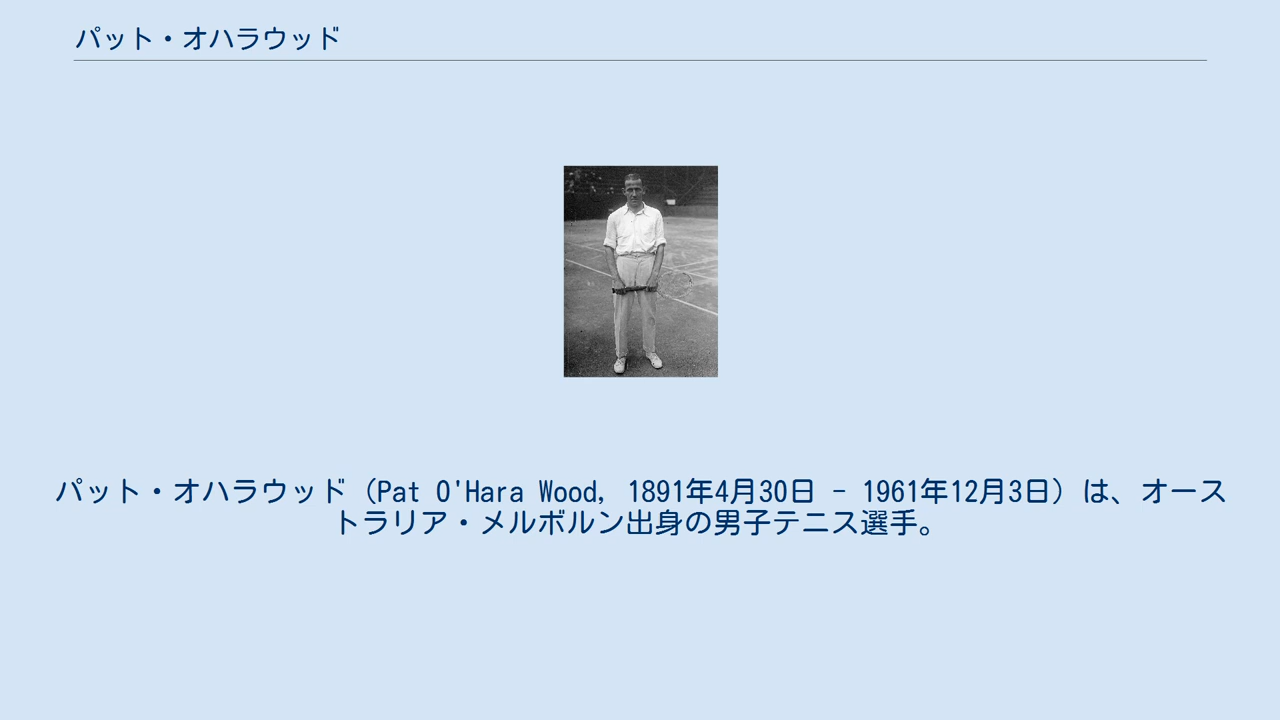 パット・オハラウッド
パット・オハラウッド（Pat O'Hara Wood, 1891年4月30日 - 1961年12月3日）は、オース
トラリア・メルボルン出身の男子テニス選手。